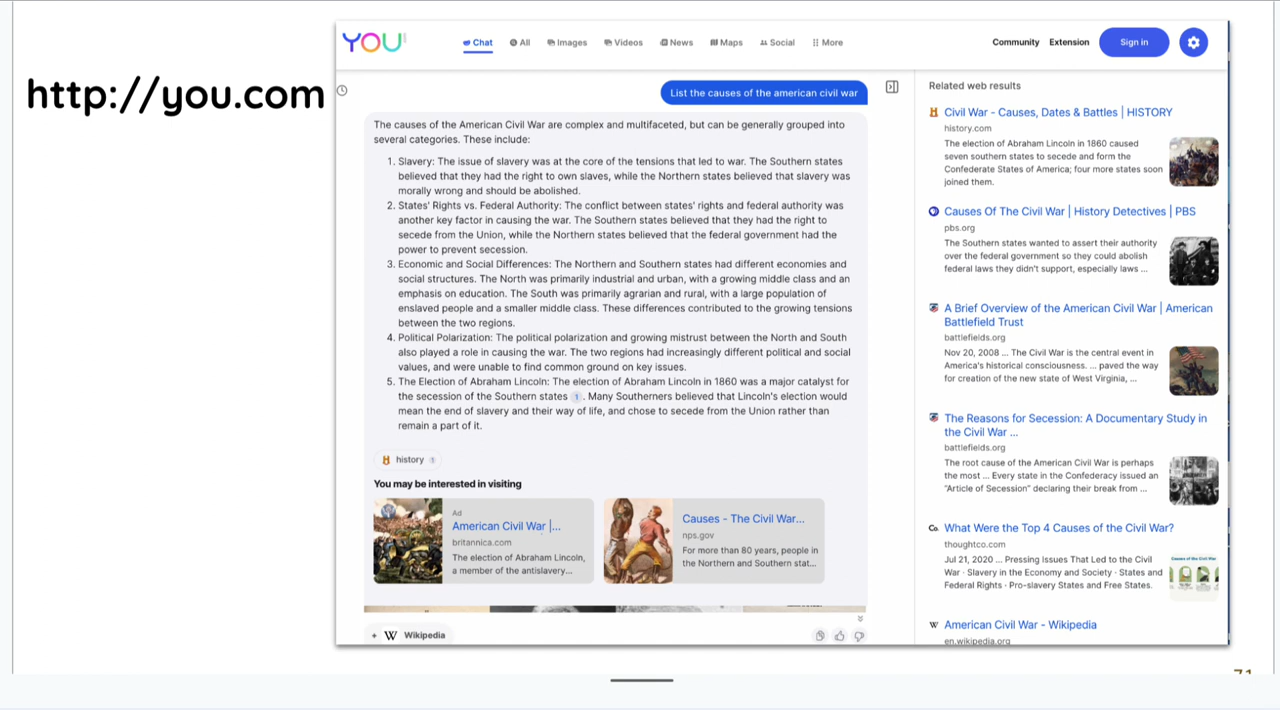 http://you.com
YOU
Chat
All
Images
Videos
News
Maps
Social
More
Community
Extension
Sign in
List the causes of the american civil war
The causes of the American Civil War are complex and multifaceted, but can be generally grouped into
several categories. These include:
1. Slavery: The issue of slavery was at the core of the tensions that led to war. The Southern states
believed that they had the right to own slaves, while the Northern states believed that slavery was
morally wrong and should be abolished.
2. States' Rights vs. Federal Authority: The conflict between states' rights and federal authority was
another key factor in causing the war. The Southern states believed that they had the right to
secede from the Union, while the Northern states believed that the federal government had the
power to prevent secession.
3. Economic and Social Differences: The Northern and Southern states had different economies and
social structures. The North was primarily industrial and urban, with a growing middle class and an
emphasis on education. The South was primarily agrarian and rural, with a large population of
enslaved people and a smaller middle class. These differences contributed to the growing tensions
between the two regions.
4. Political Polarization: The political polarization and growing mistrust between the North and South
also played a role in causing the war. The two regions had increasingly different political and social
values, and were unable to find common ground on key issues.
5. The Election of Abraham Lincoln: The election of Abraham Lincoln in 1860 was a major catalyst for
the secession of the Southern states 1 . Many Southerners believed that Lincoln's election would
mean the end of slavery and their way of life, and chose to secede from the Union rather than
remain a part of it.
history 1
You may be interested in visiting
Ad
American Civil War |...
britannica.com
The election of Abraham Lincoln,
a member of the antislavery...
Causes - The Civil War...
nps.gov
For more than 80 years, people in
the Northern and Southern stat...
+ W Wikipedia
Related web results
H Civil War - Causes, Dates & Battles | HISTORY
history.com
The election of Abraham Lincoln in 1860 caused
seven southern states to secede and form the
Confederate States of America; four more states soon
joined them.
Causes Of The Civil War | History Detectives | PBS
pbs.org
The Southern states wanted to assert their authority
over the federal government so they could abolish
federal laws they didn't support, especially laws ...
A Brief Overview of the American Civil War | American
Battlefield Trust
battlefields.org
Nov 20, 2008 ... The Civil War is the central event in
America's historical consciousness. ... paved the way
for creation of the new state of West Virginia, ...
The Reasons for Secession: A Documentary Study in
the Civil War ...
battlefields.org
The root cause of the American Civil War is perhaps
the most ... Every state in the Confederacy issued an
"Article of Secession" declaring their break from ...
Co. What Were the Top 4 Causes of the Civil War?
thoughtco.com
Jul 21, 2020 ... Pressing Issues That Led to the Civil
War · Slavery in the Economy and Society · States and
Federal Rights · Pro-slavery States and Free States.
W American Civil War - Wikipedia
en.wikipedia.org